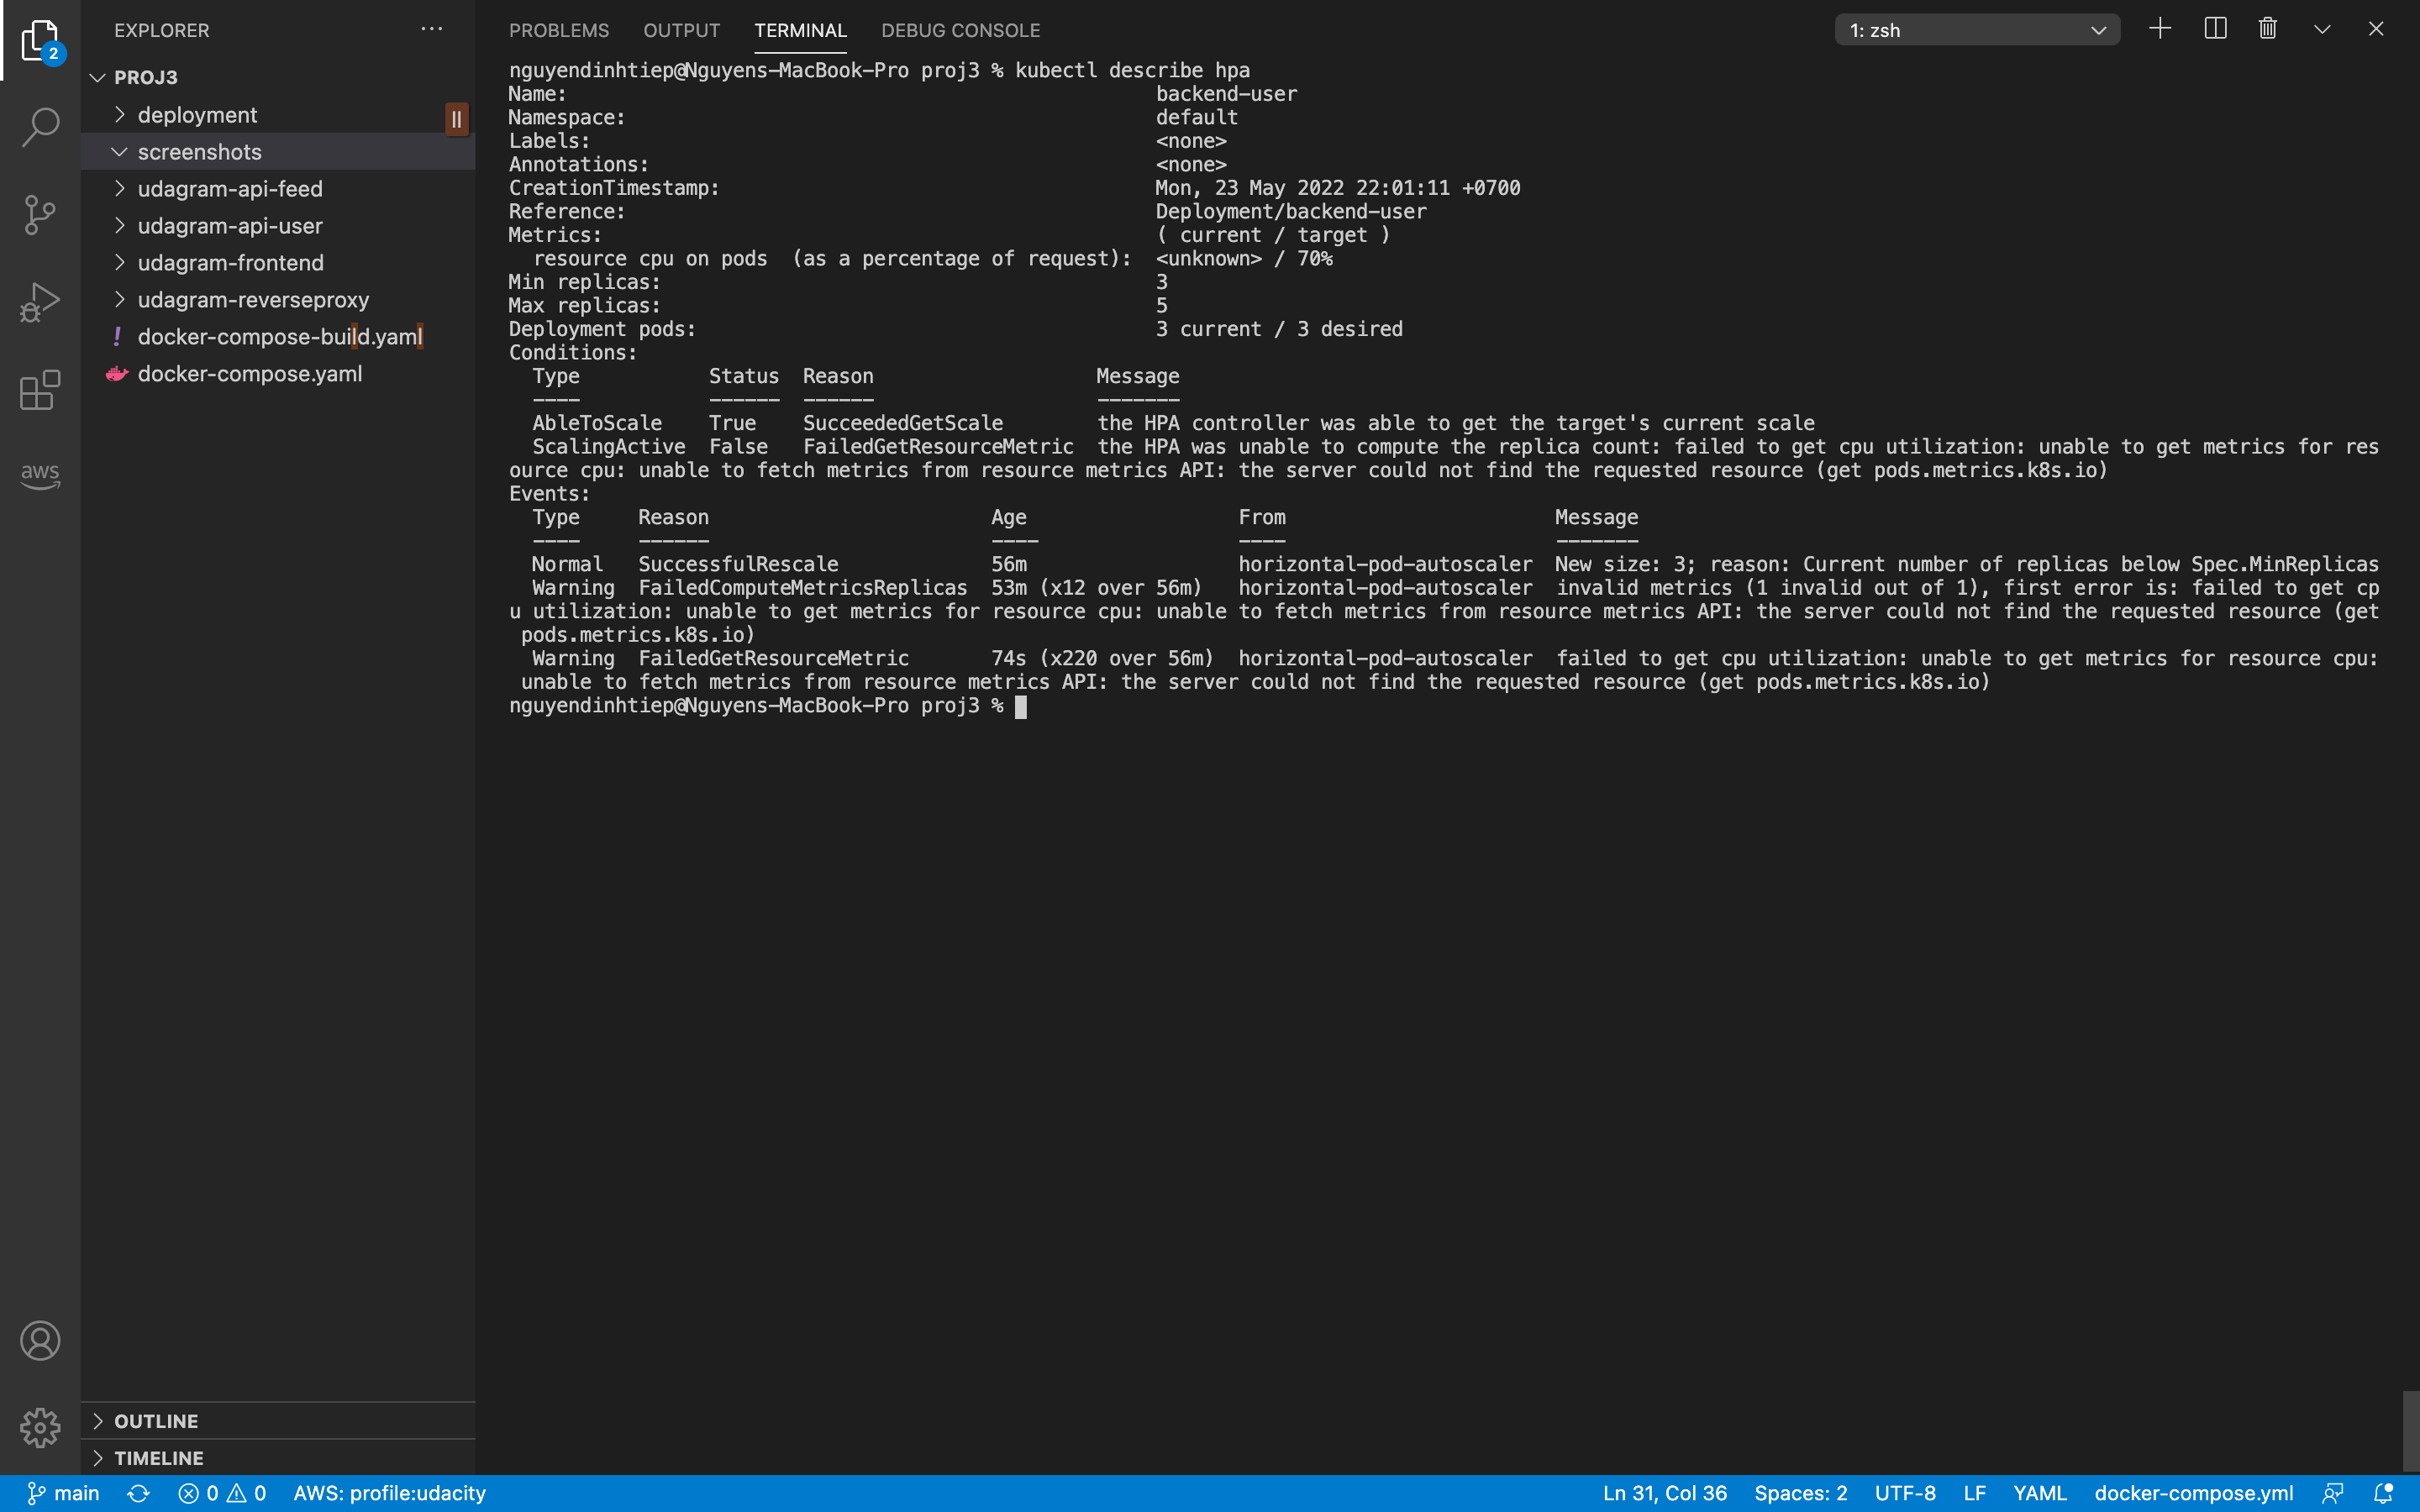 EXPLORER
PROBLEMS OUTPUT TERMINAL DEBUG CONSOLE
1: zsh
2
PROJ3
deployment
screenshots
udagram-api-feed
udagram-api-user
udagram-frontend
udagram-reverseproxy
docker-compose-build.yaml
docker-compose.yaml
aws
OUTLINE
TIMELINE
nguyendinhtiep@Nguyens-MacBook-Pro proj3 % kubectl describe hpa
Name: backend-user
Namespace: default
Labels: <none>
Annotations: <none>
CreationTimestamp: Mon, 23 May 2022 22:01:11 +0700
Reference: Deployment/backend-user
Metrics: ( current / target )
resource cpu on pods (as a percentage of request): <unknown> / 70%
Min replicas: 3
Max replicas: 5
Deployment pods: 3 current / 3 desired
Conditions:
Type Status Reason Message
---- ------ ------ -------
AbleToScale True SucceededGetScale the HPA controller was able to get the target's current scale
ScalingActive False FailedGetResourceMetric the HPA was unable to compute the replica count: failed to get cpu utilization: unable to get metrics for res
ource cpu: unable to fetch metrics from resource metrics API: the server could not find the requested resource (get pods.metrics.k8s.io)
Events:
Type Reason Age From Message
---- ------ ---- ---- -------
Normal SuccessfulRescale 56m horizontal-pod-autoscaler New size: 3; reason: Current number of replicas below Spec.MinReplicas
Warning FailedComputeMetricsReplicas 53m (x12 over 56m) horizontal-pod-autoscaler invalid metrics (1 invalid out of 1), first error is: failed to get cp
u utilization: unable to get metrics for resource cpu: unable to fetch metrics from resource metrics API: the server could not find the requested resource (get
pods.metrics.k8s.io)
Warning FailedGetResourceMetric 74s (x220 over 56m) horizontal-pod-autoscaler failed to get cpu utilization: unable to get metrics for resource cpu:
unable to fetch metrics from resource metrics API: the server could not find the requested resource (get pods.metrics.k8s.io)
nguyendinhtiep@Nguyens-MacBook-Pro proj3 %
main 0 0 AWS: profile:udacity Ln 31, Col 36 Spaces: 2 UTF-8 LF YAML docker-compose.yml